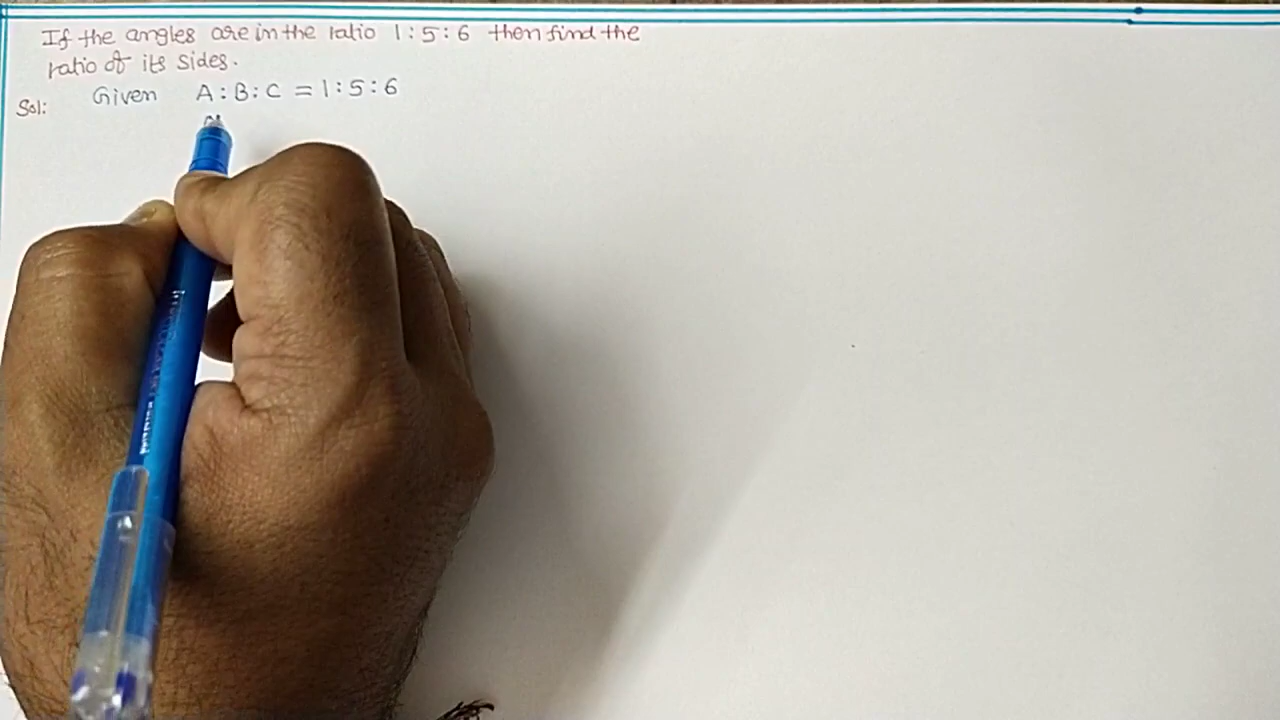 If the angles are in the ratio 1 : 5 : 6 then find the
ratio of its sides.
Sol: Given A : B : C = 1 : 5 : 6